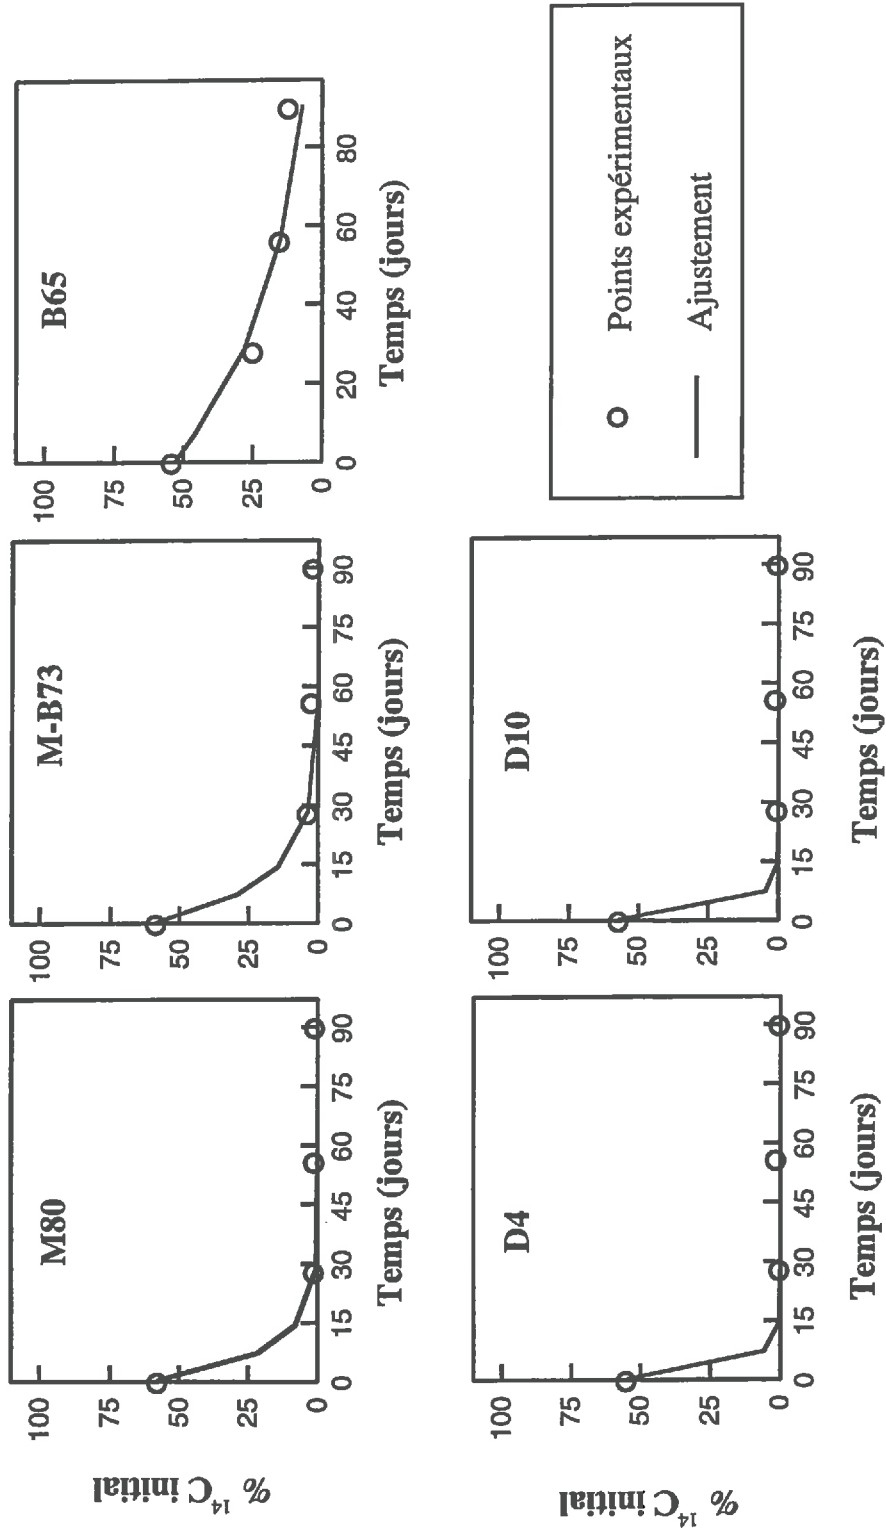 M80
% ¹⁴C initial
100
75
50
25
0
0 15 30 45 60 75 90
Temps (jours)
M-B73
100
75
50
25
0
0 15 30 45 60 75 90
Temps (jours)
B65
100
75
50
25
0
0 20 40 60 80
Temps (jours)
D4
% ¹⁴C initial
100
75
50
25
0
0 15 30 45 60 75 90
Temps (jours)
D10
100
75
50
25
0
0 15 30 45 60 75 90
Temps (jours)
Points expérimentaux
Ajustement